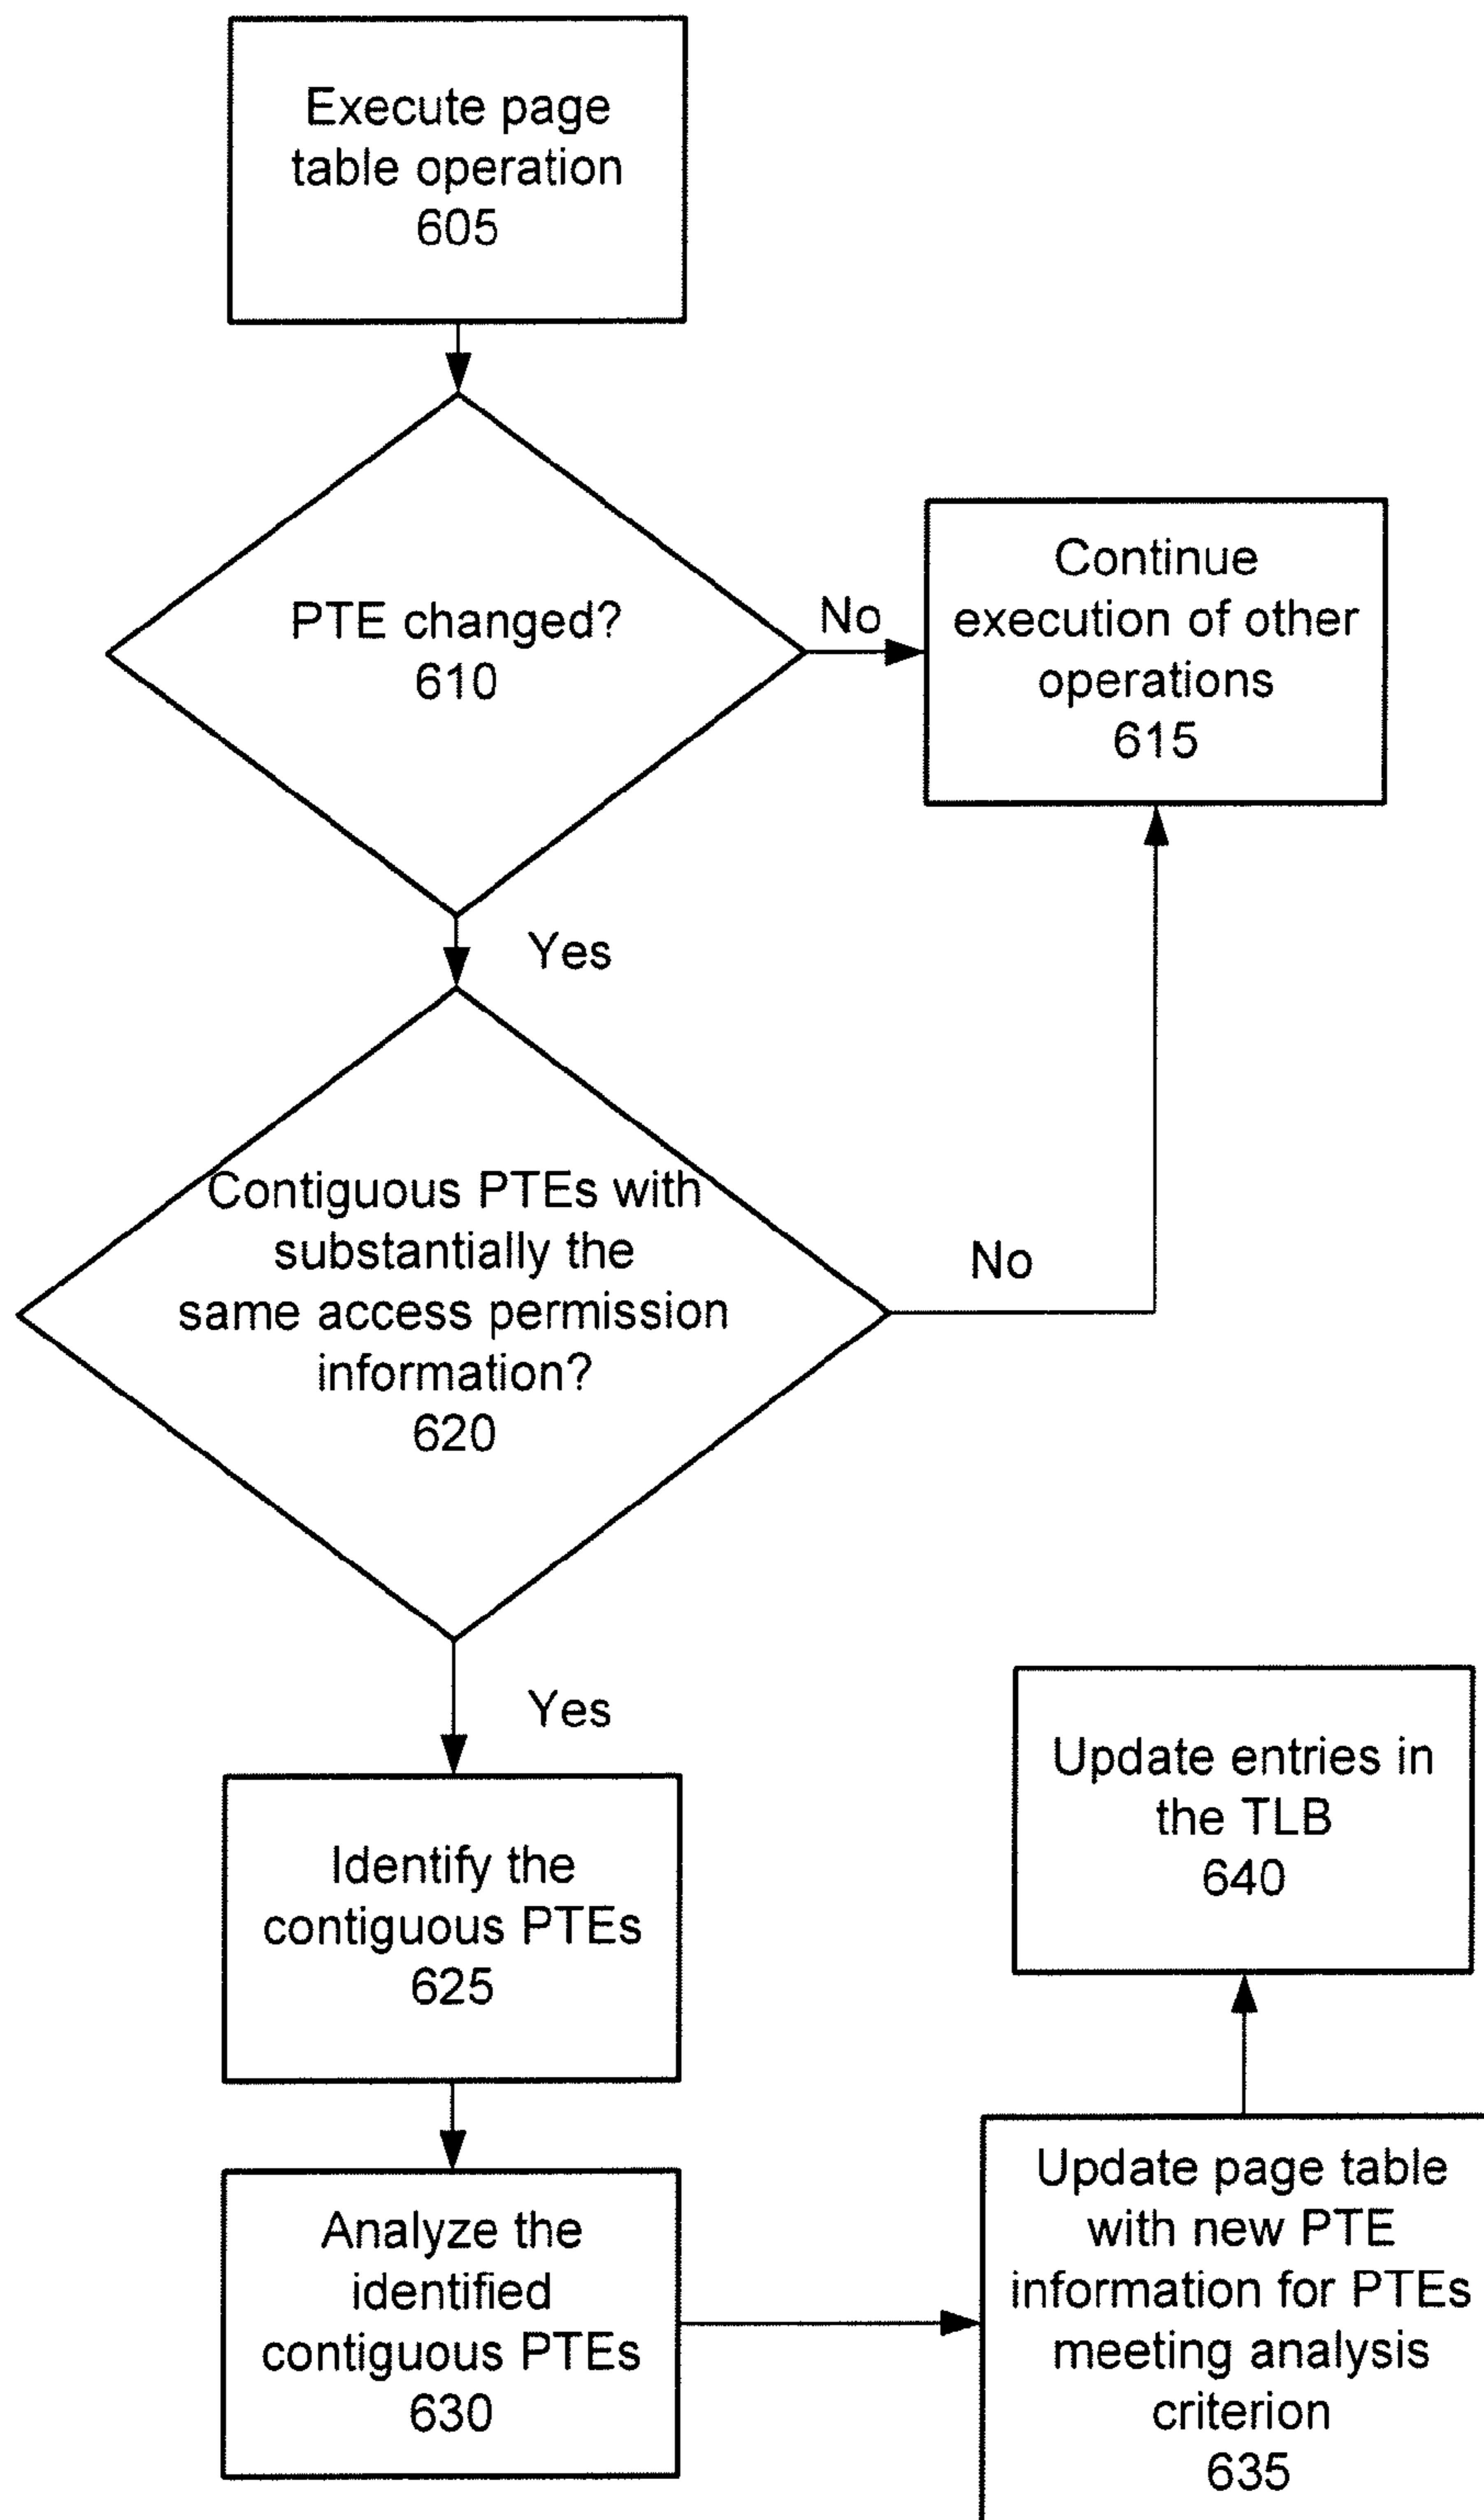 Execute page
table operation
605
PTE changed?
610
No
Continue
execution of other
operations
615
Yes
Contiguous PTEs with
substantially the
same access permission
information?
620
No
Yes
Identify the
contiguous PTEs
625
Analyze the
identified
contiguous PTEs
630
Update page table
with new PTE
information for PTEs
meeting analysis
criterion
635
Update entries in
the TLB
640